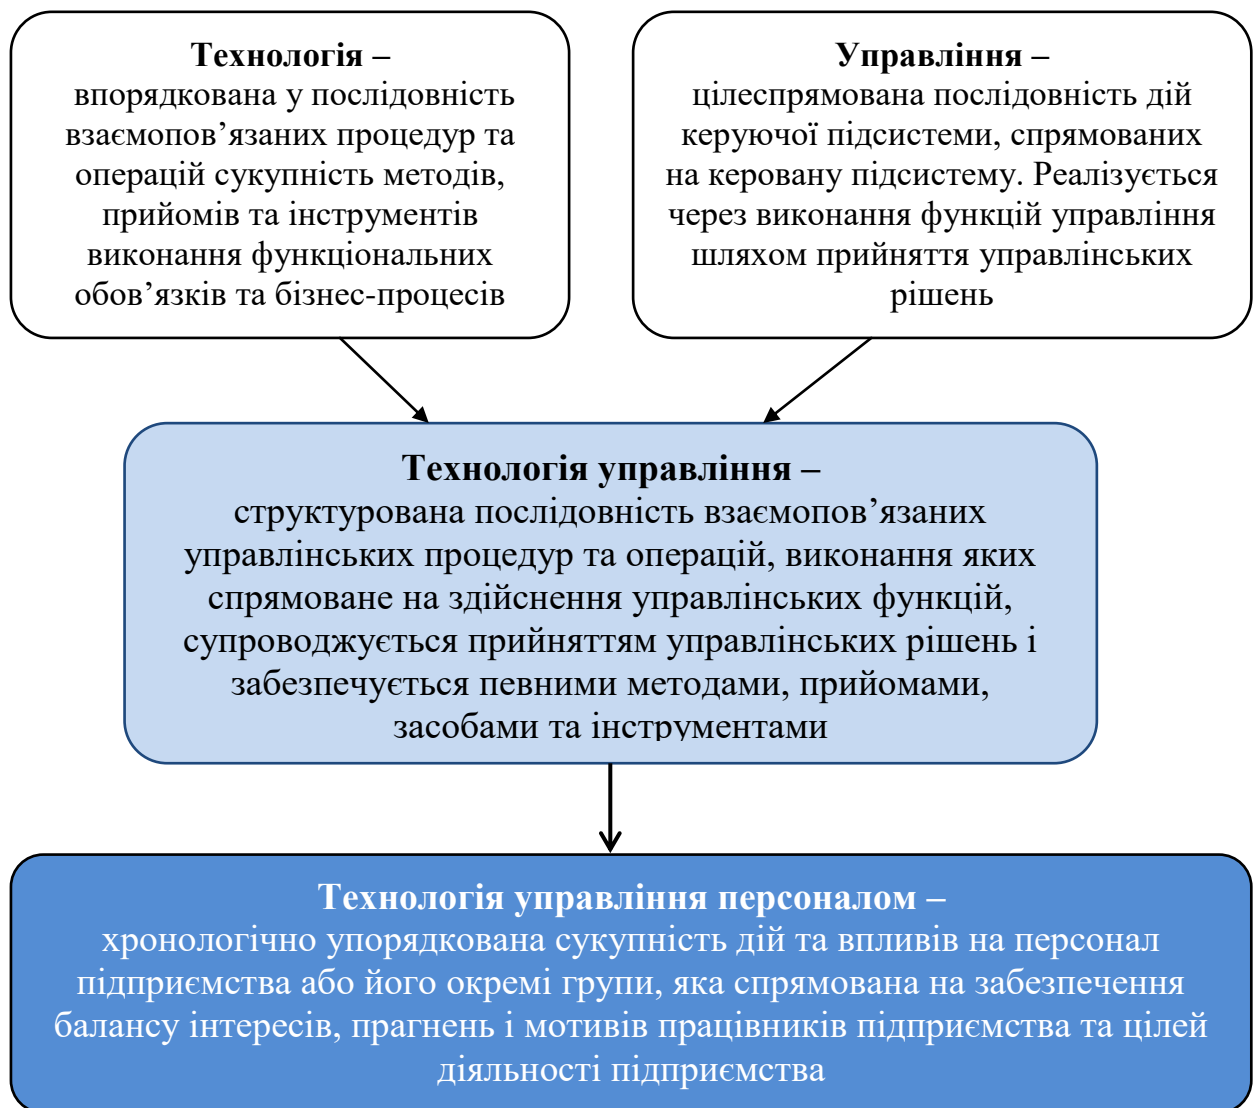 Технологія –
впорядкована у послідовність
взаємопов’язаних процедур та
операцій сукупність методів,
прийомів та інструментів
виконання функціональних
обов’язків та бізнес-процесів
Управління –
цілеспрямована послідовність дій
керуючої підсистеми, спрямованих
на керовану підсистему. Реалізується
через виконання функцій управління
шляхом прийняття управлінських
рішень
Технологія управління –
структурована послідовність взаємопов’язаних
управлінських процедур та операцій, виконання яких
спрямоване на здійснення управлінських функцій,
супроводжується прийняттям управлінських рішень і
забезпечується певними методами, прийомами,
засобами та інструментами
Технологія управління персоналом –
хронологічно упорядкована сукупність дій та впливів на персонал
підприємства або його окремі групи, яка спрямована на забезпечення
балансу інтересів, прагнень і мотивів працівників підприємства та цілей
діяльності підприємства